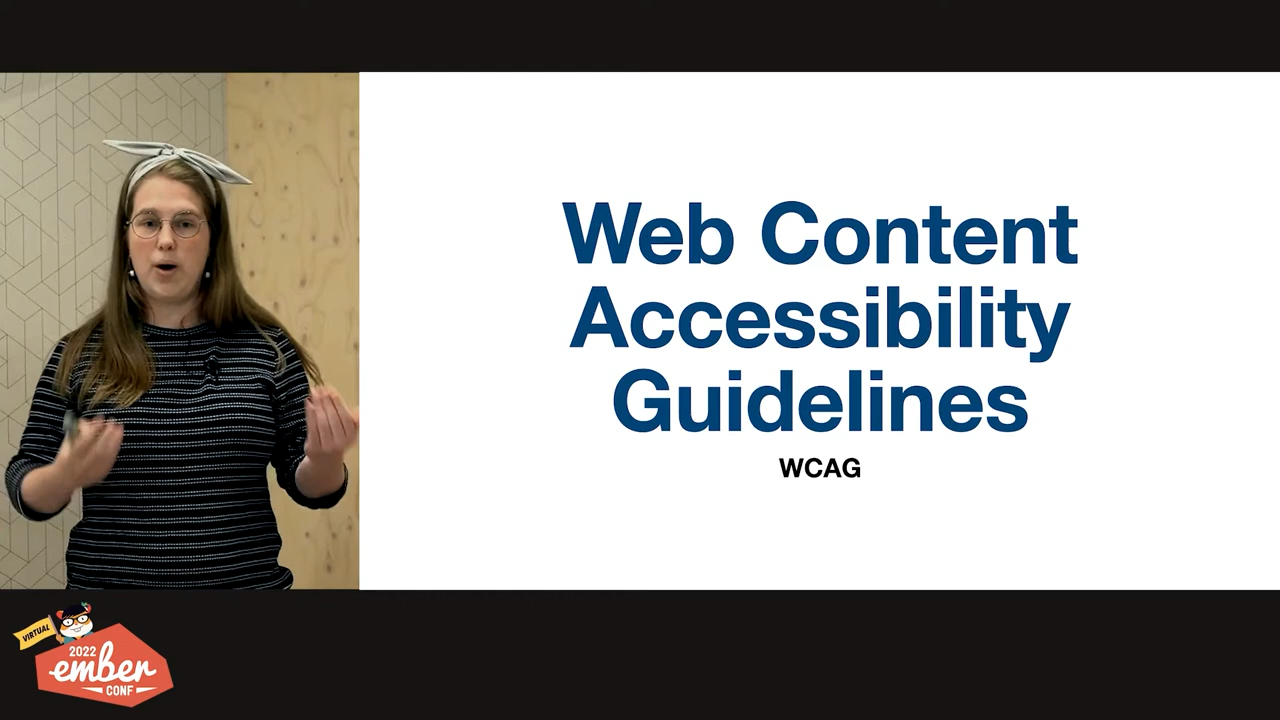 Web Content
Accessibility
Guidelines
WCAG
VIRTUAL
2022
ember
CONF